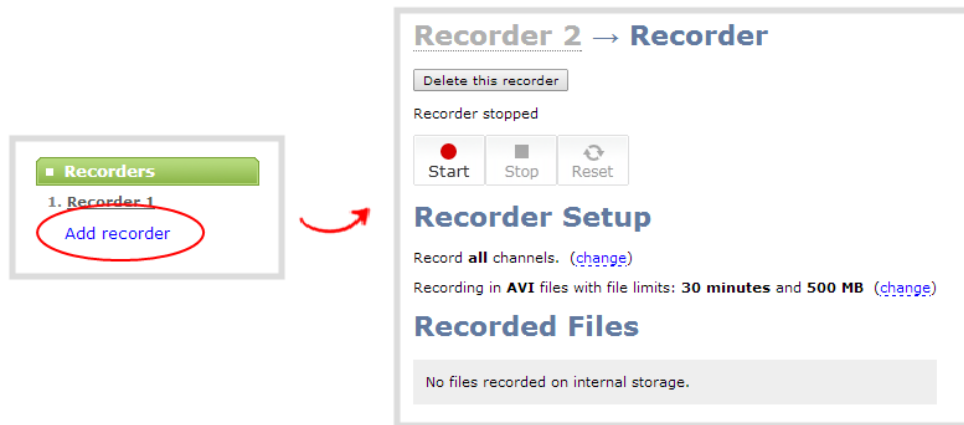 Recorders
1. Recorder 1
Add recorder
Recorder 2 → Recorder
Delete this recorder
Recorder stopped
Start Stop Reset
Recorder Setup
Record all channels. (change)
Recording in AVI files with file limits: 30 minutes and 500 MB (change)
Recorded Files
No files recorded on internal storage.